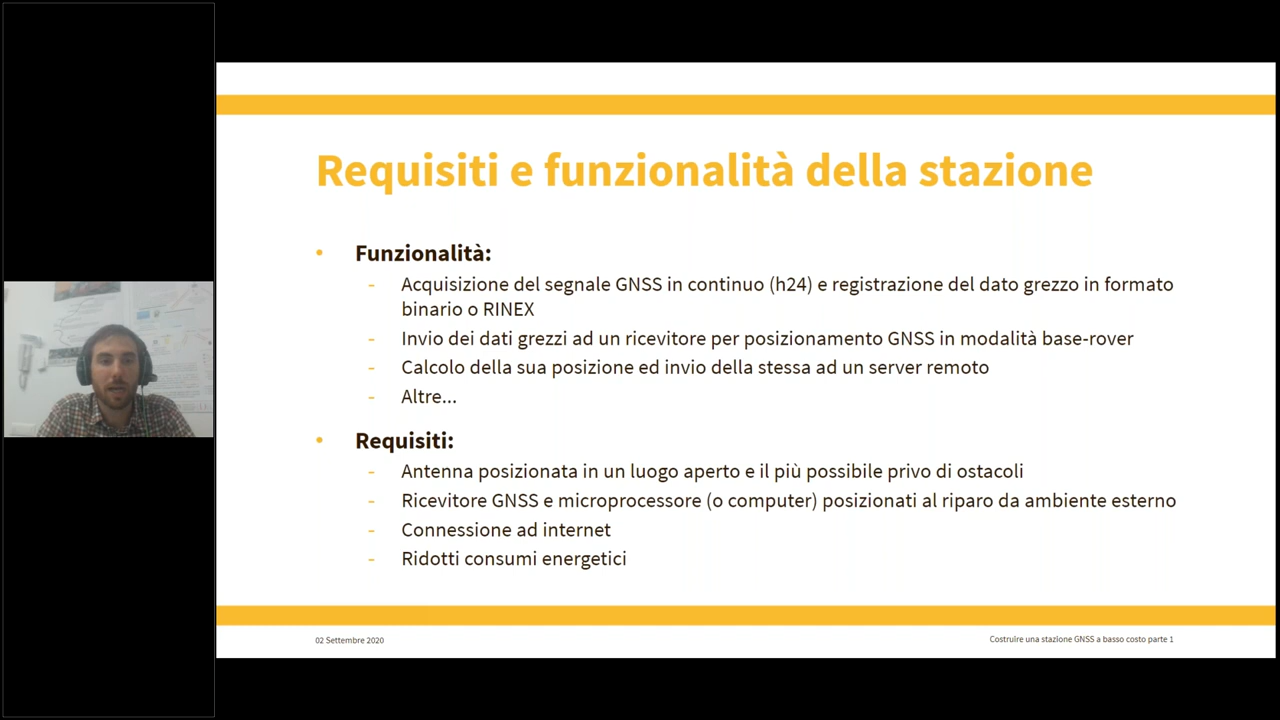 Requisiti e funzionalità della stazione
• Funzionalità:
- Acquisizione del segnale GNSS in continuo (h24) e registrazione del dato grezzo in formato
binario o RINEX
- Invio dei dati grezzi ad un ricevitore per posizionamento GNSS in modalità base-rover
- Calcolo della sua posizione ed invio della stessa ad un server remoto
- Altre...
• Requisiti:
- Antenna posizionata in un luogo aperto e il più possibile privo di ostacoli
- Ricevitore GNSS e microprocessore (o computer) posizionati al riparo da ambiente esterno
- Connessione ad internet
- Ridotti consumi energetici
02 Settembre 2020
Costruire una stazione GNSS a basso costo parte 1